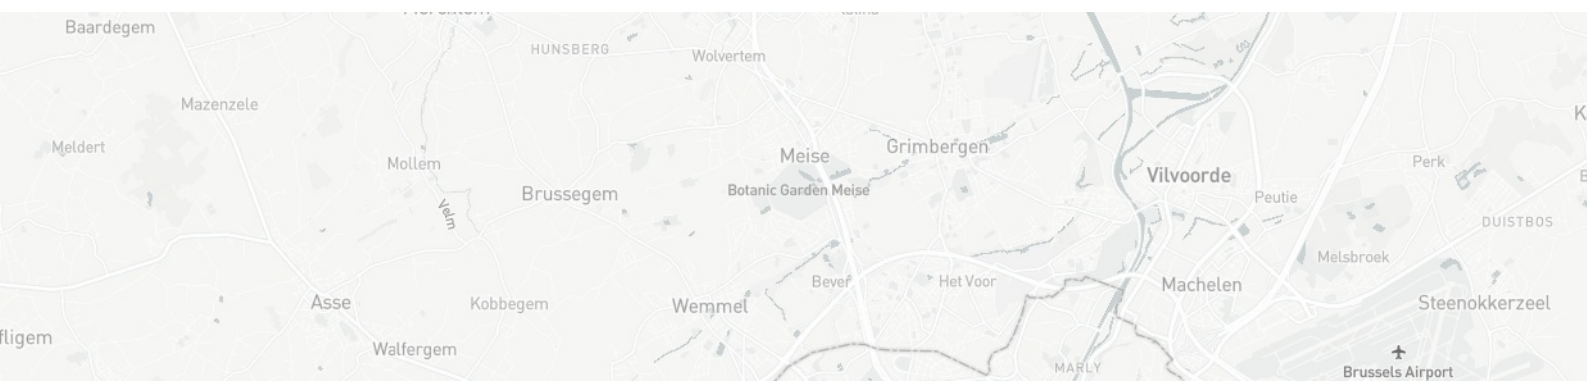 Baardegem
HUNSBERG
Wolvertem
Mazenzele
Meldert
Mollem
Meise
Grimbergen
Perk
Vilvoorde
Botanic Garden Meise
Brussegem
Peutie
Velm
DUISTBOS
Melsbroek
Bever
Het Voor
Machelen
Asse
Kobbegem
Wemmel
Steenokkerzeel
fligem
Walfergem
MARLY
Brussels Airport